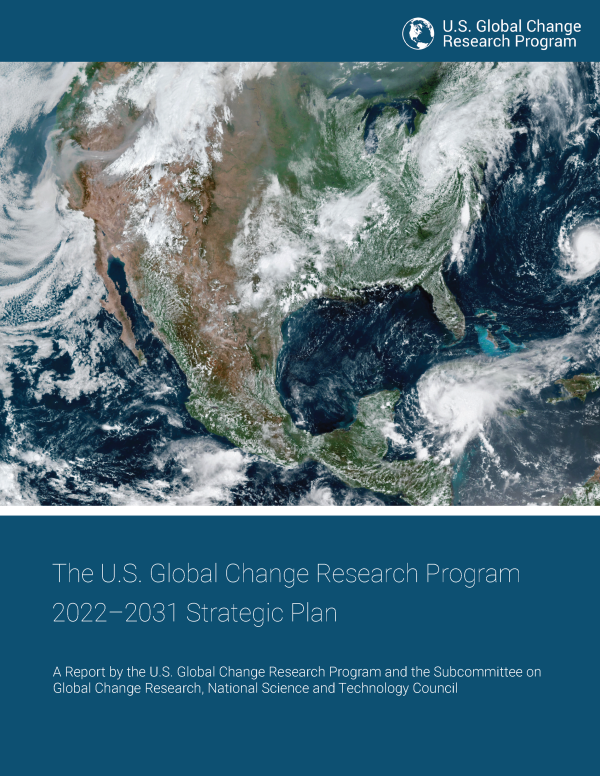 U.S. Global Change
Research Program
The U.S. Global Change Research Program
2022–2031 Strategic Plan
A Report by the U.S. Global Change Research Program and the Subcommittee on
Global Change Research, National Science and Technology Council